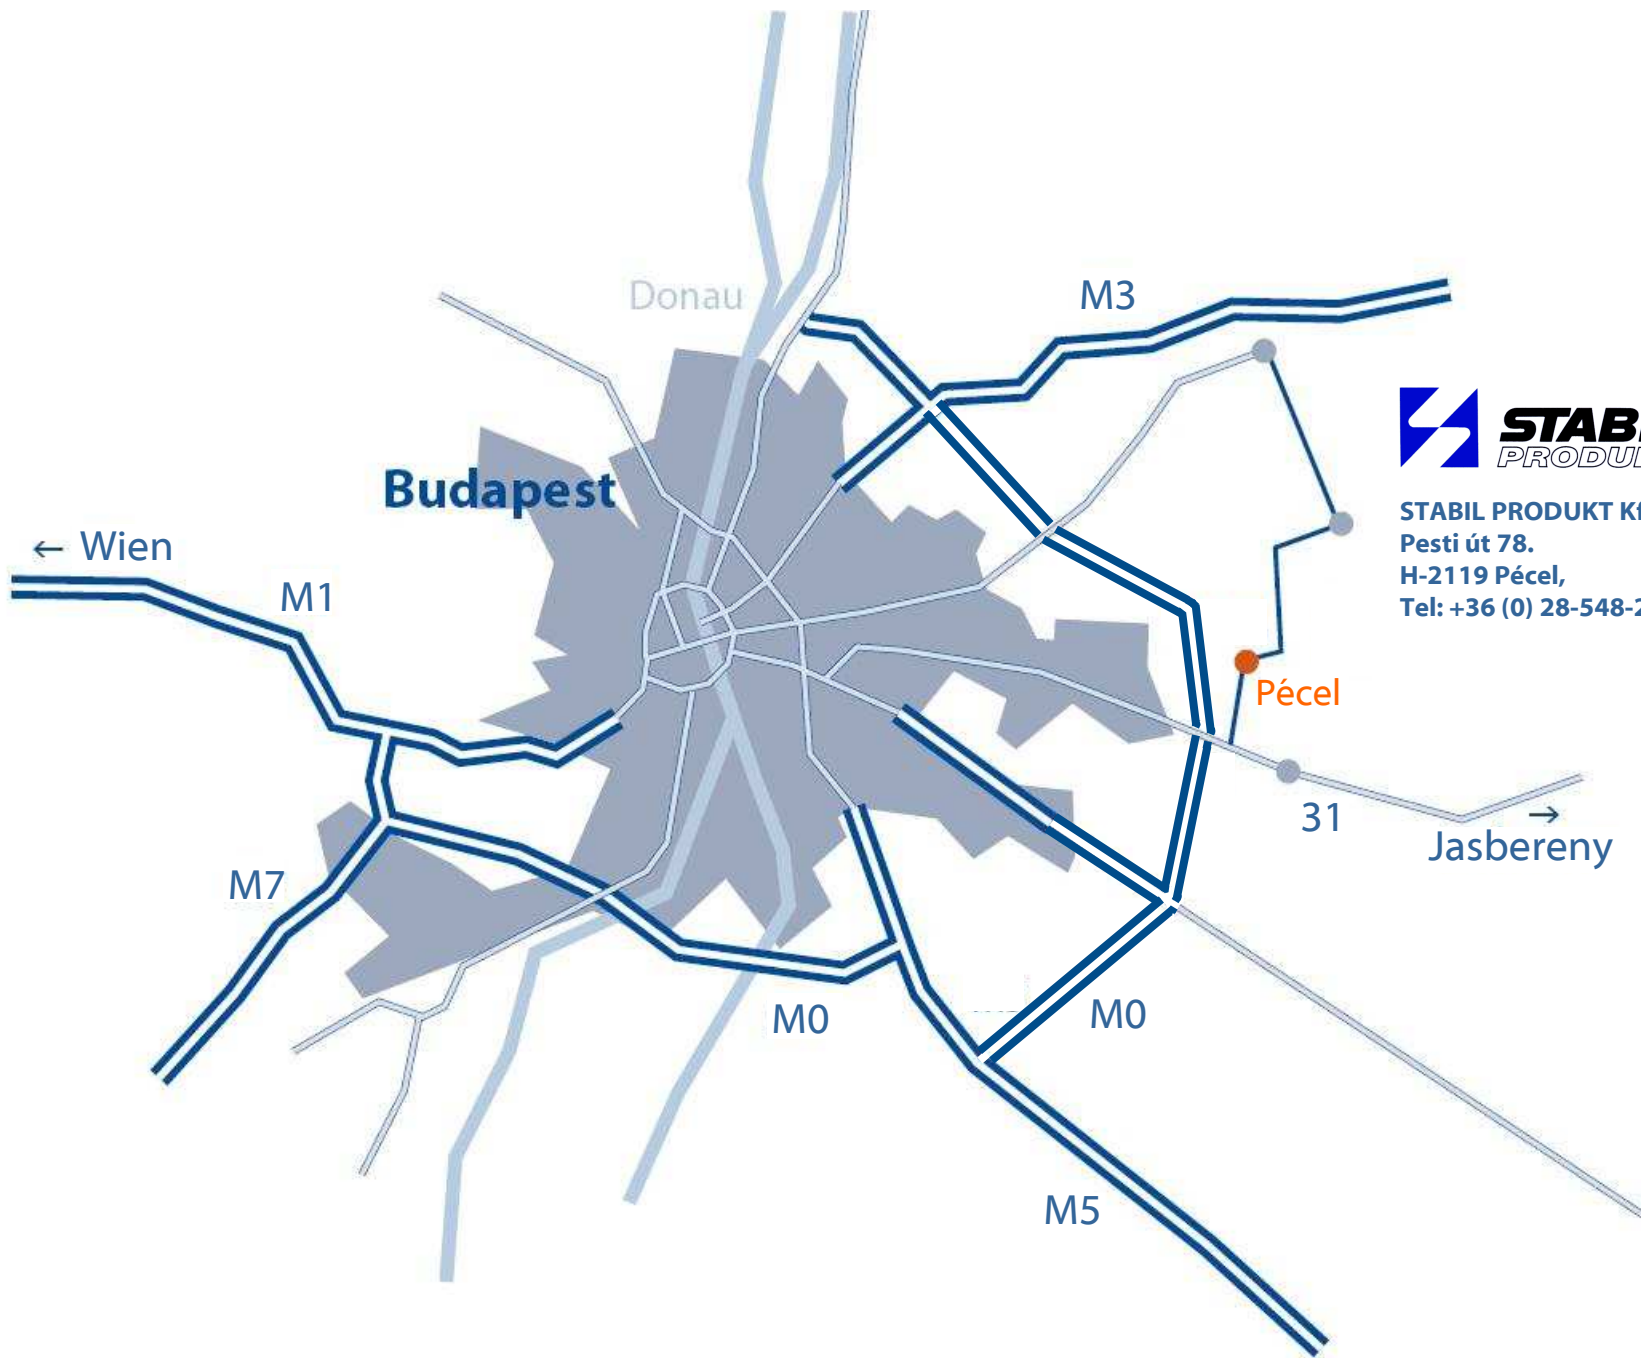 Donau
M3
Budapest
← Wien
M1
STABIL PRODUKT
Pesti út 78.
H-2119 Pécel,
Tel: +36 (0) 28-548-
Pécel
31
→
Jasbereny
M7
M0
M0
M5